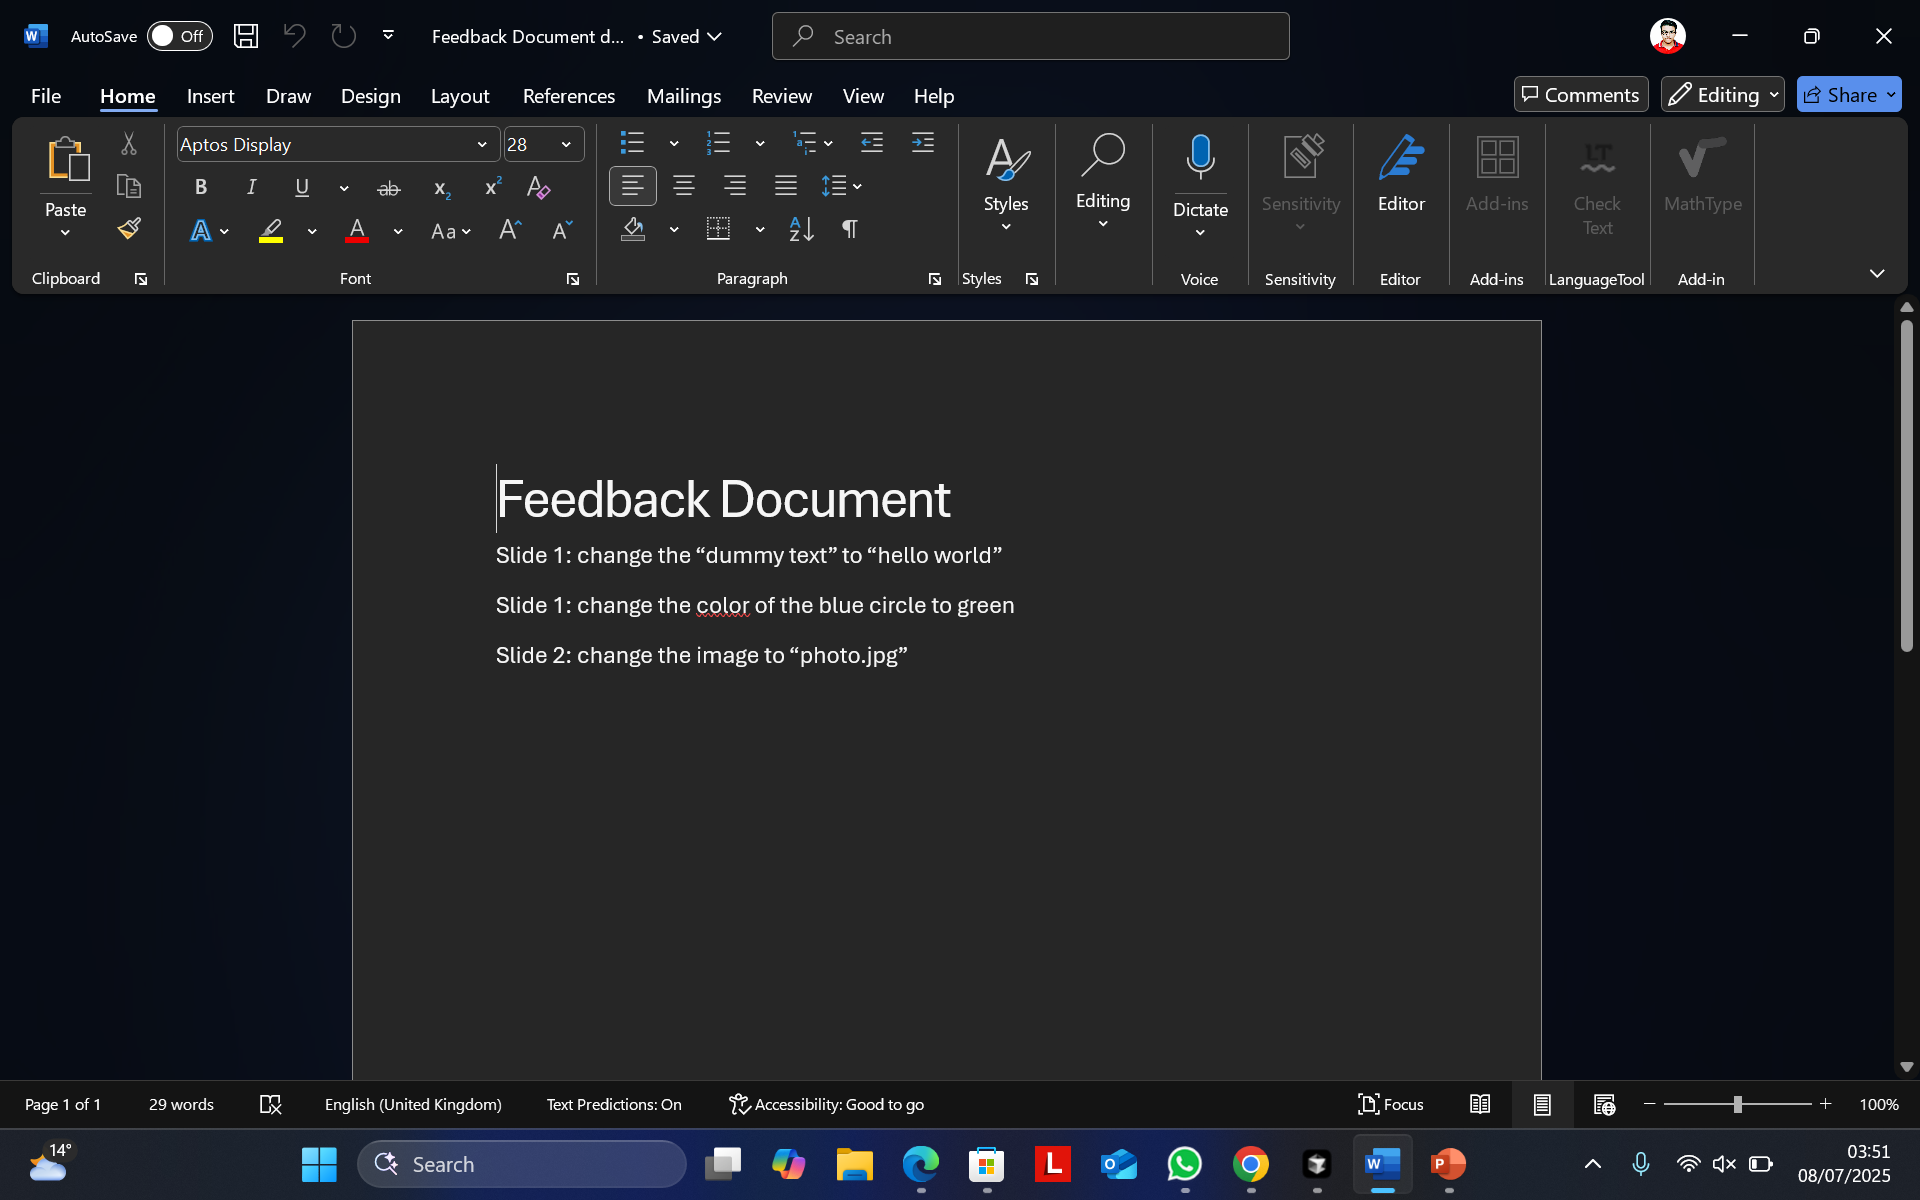 AutoSave Off Feedback Document d... • Saved Search
File Home Insert Draw Design Layout References Mailings Review View Help Comments Editing Share
Paste
Clipboard
Aptos Display 28
Font
Paragraph
Styles
Styles
Editing
Dictate
Voice
Sensitivity
Sensitivity
Editor
Editor
Add-ins
Add-ins
Check
Text
LanguageTool
MathType
Add-in
Feedback Document
Slide 1: change the “dummy text” to “hello world”
Slide 1: change the color of the blue circle to green
Slide 2: change the image to “photo.jpg”
Page 1 of 1 29 words English (United Kingdom) Text Predictions: On Accessibility: Good to go Focus 100%
14° Search 03:51
08/07/2025